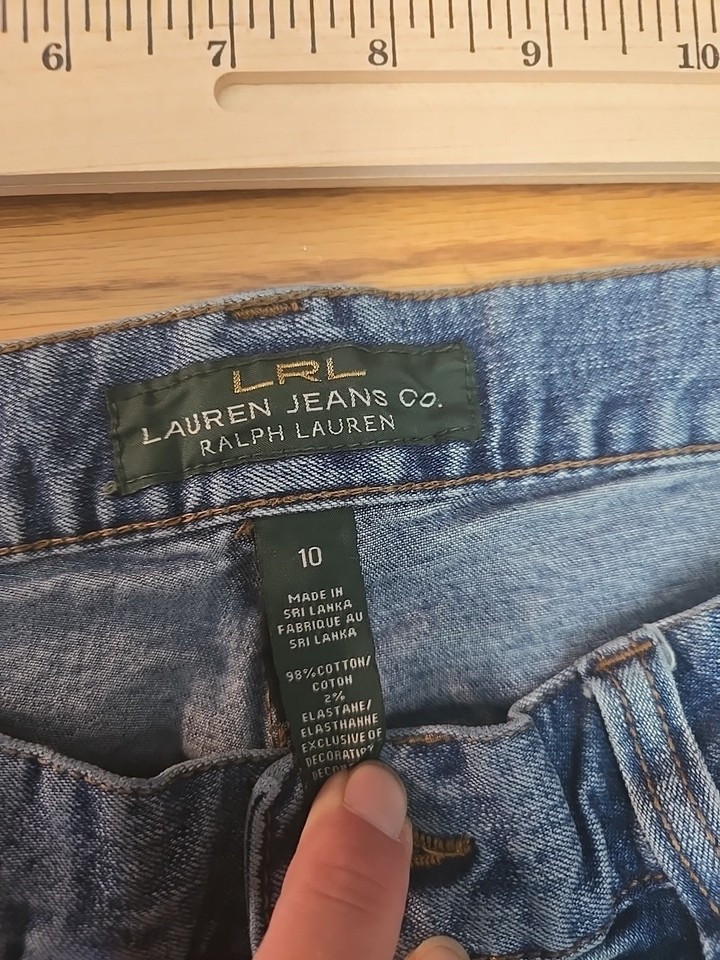 6 7 8 9 10
LRL
LAUREN JEANS CO.
RALPH LAUREN
10
MADE IN
SRI LANKA
FABRIQUE AU
SRI LANKA
98%COTTON/
COTON
2%
ELASTANE/
ELASTHANNE
EXCLUSIVE OF